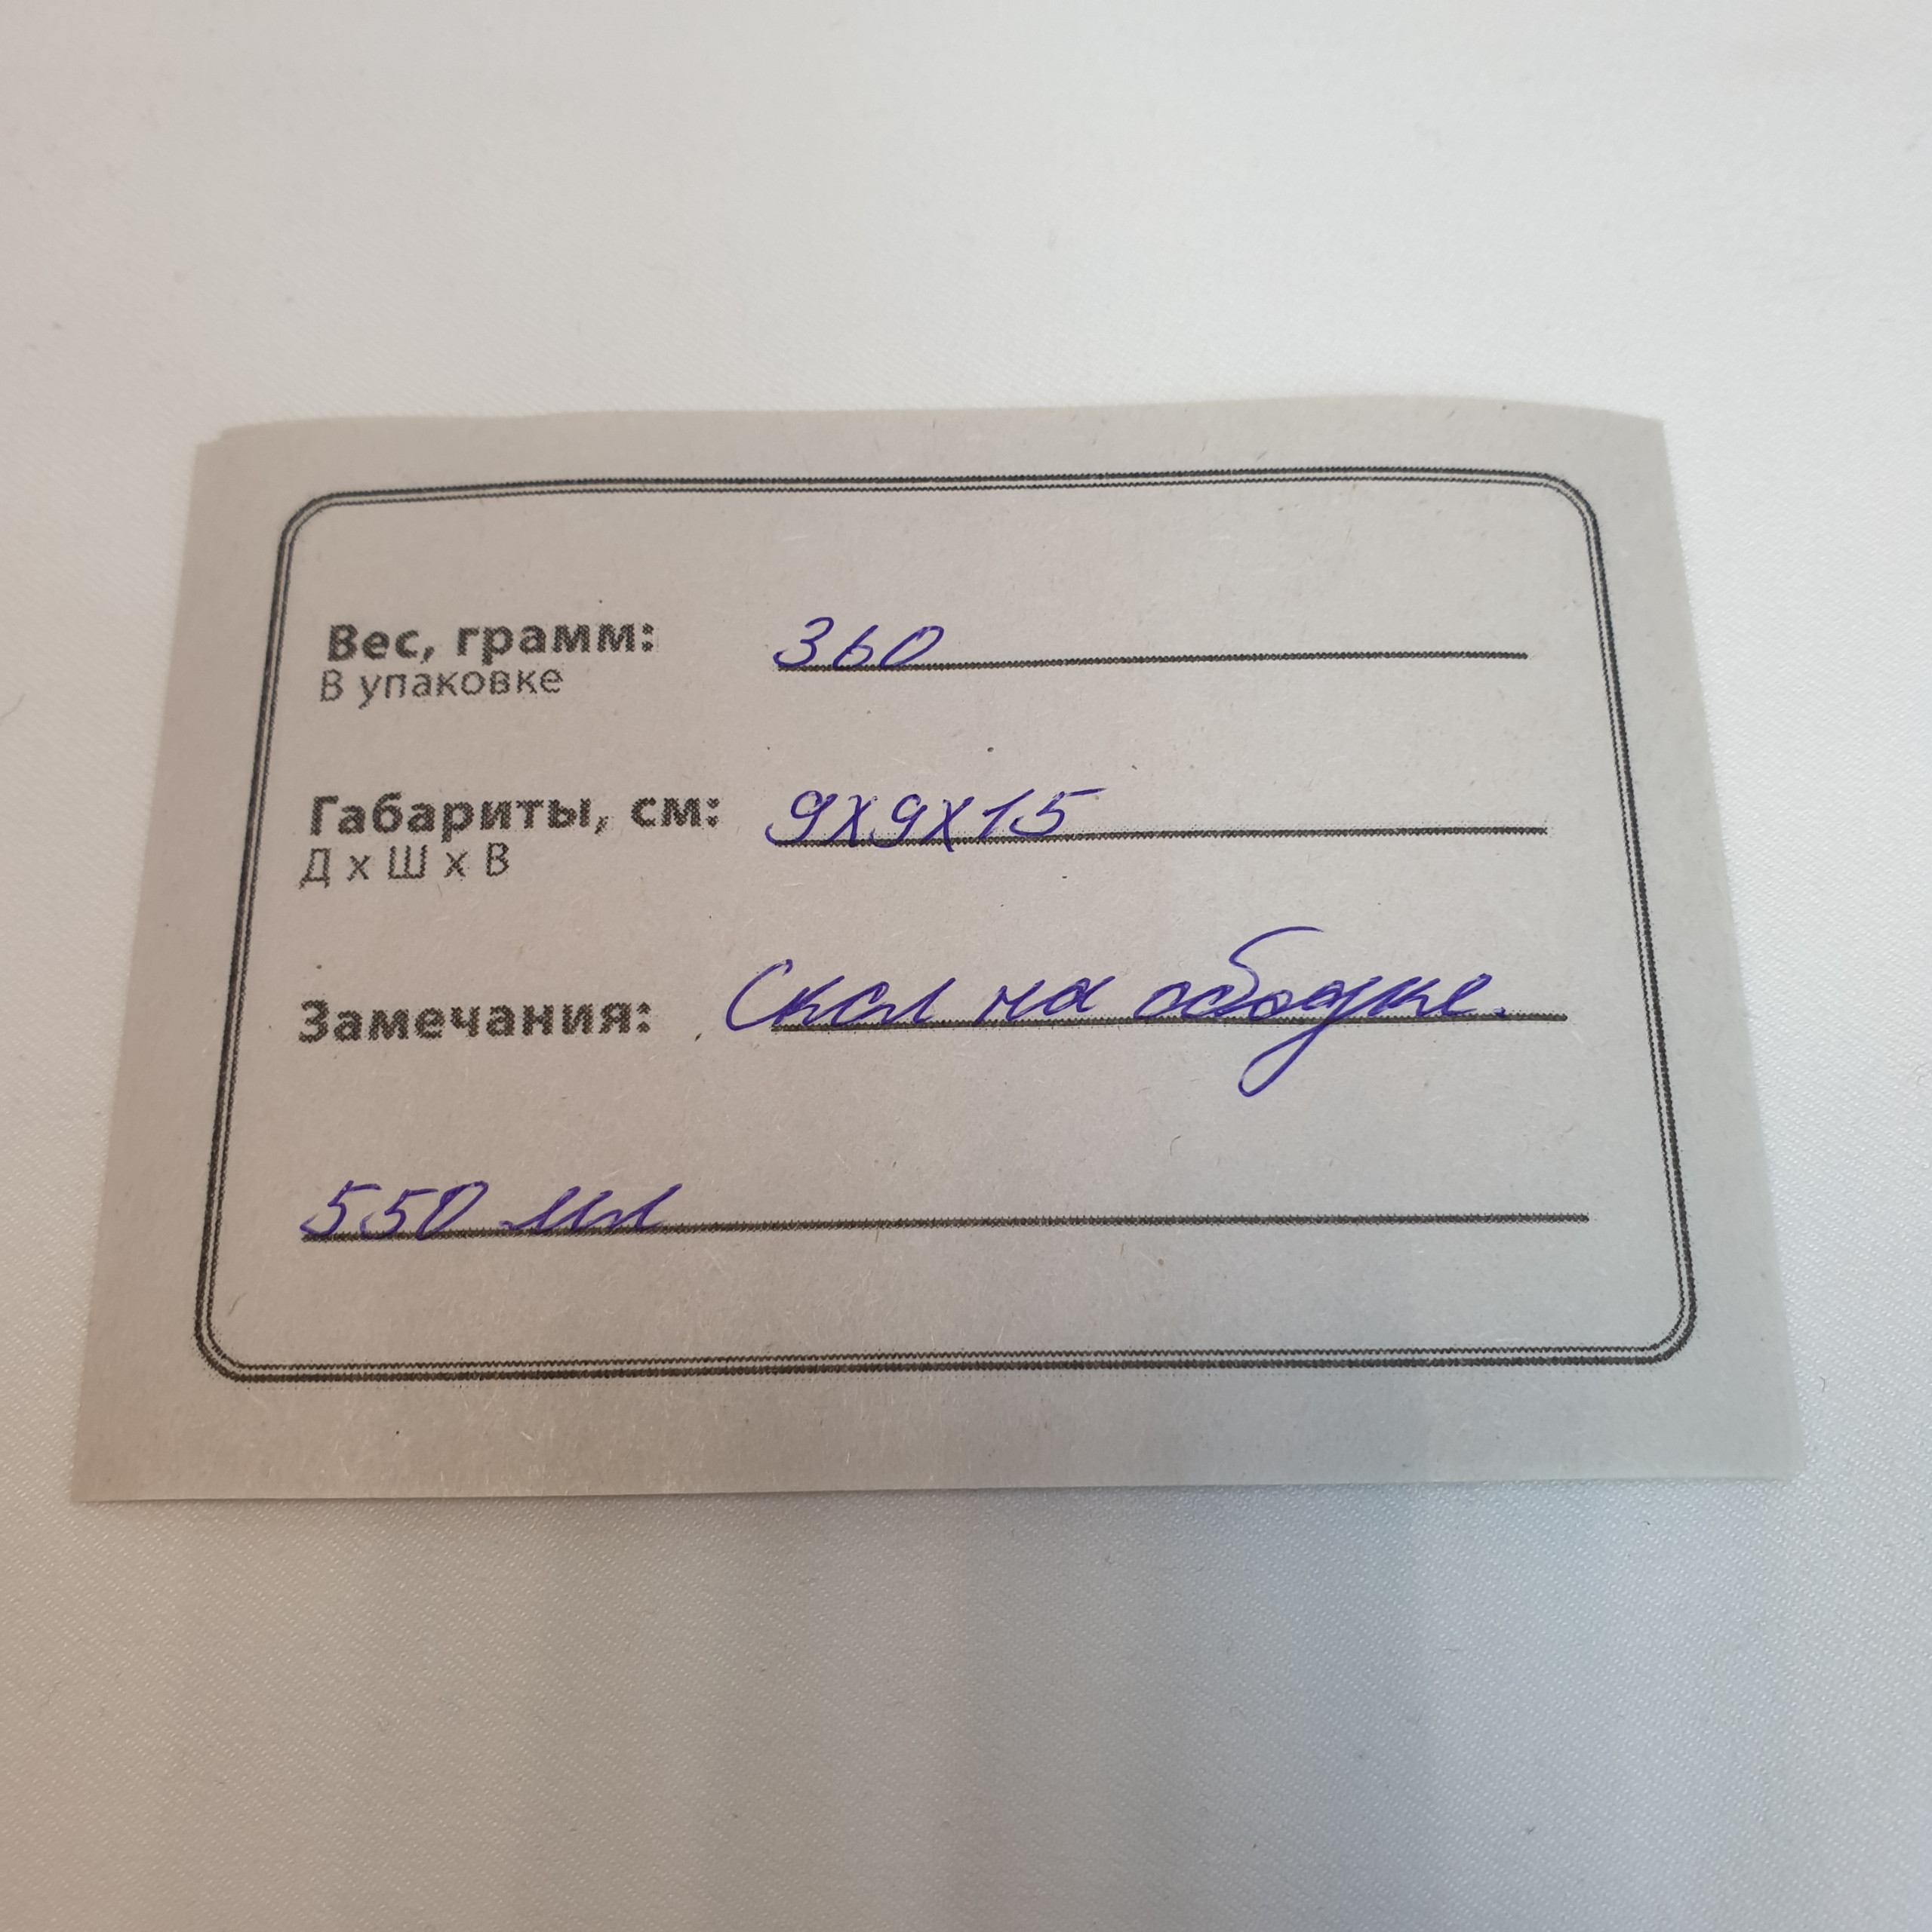 Вес, грамм: 360
В упаковке
Габариты, см: 9х9х15
Д х Ш х В
Замечания: Скол на ободке.
550 мл